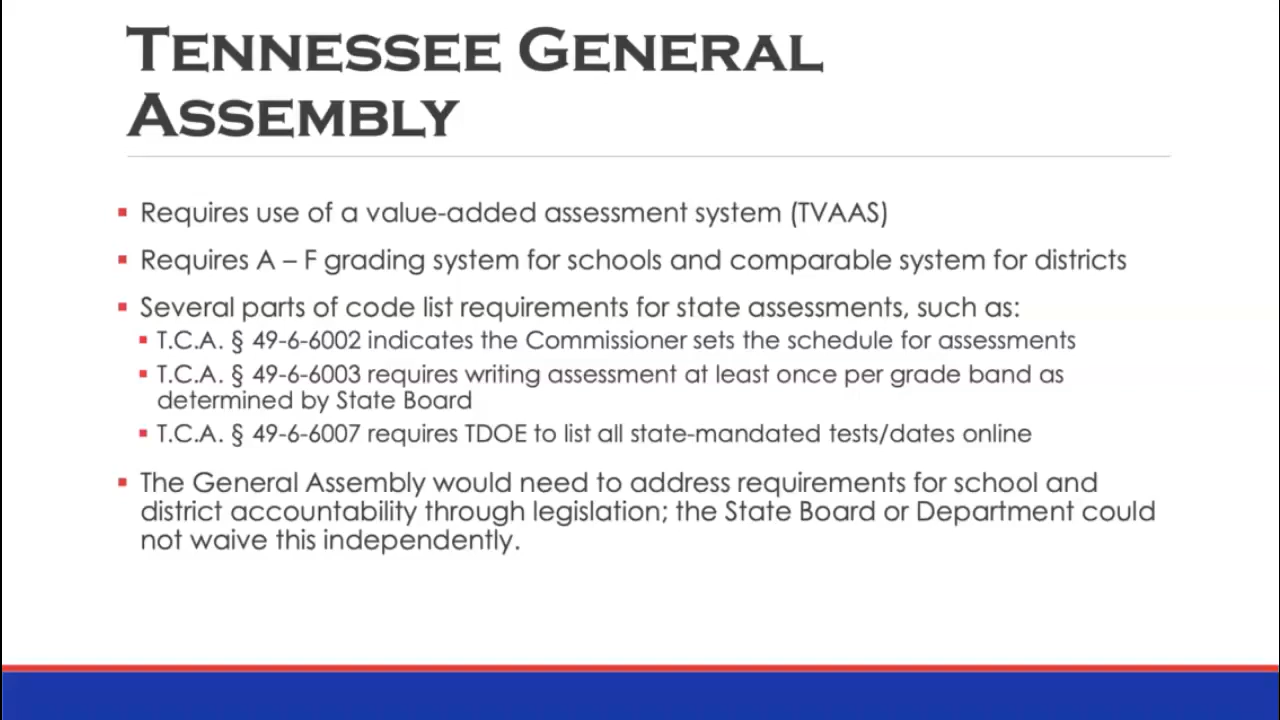 TENNESSEE GENERAL
ASSEMBLY
▪ Requires use of a value-added assessment system (TVAAS)
▪ Requires A – F grading system for schools and comparable system for districts
▪ Several parts of code list requirements for state assessments, such as:
▪ T.C.A. § 49-6-6002 indicates the Commissioner sets the schedule for assessments
▪ T.C.A. § 49-6-6003 requires writing assessment at least once per grade band as
determined by State Board
▪ T.C.A. § 49-6-6007 requires TDOE to list all state-mandated tests/dates online
▪ The General Assembly would need to address requirements for school and
district accountability through legislation; the State Board or Department could
not waive this independently.